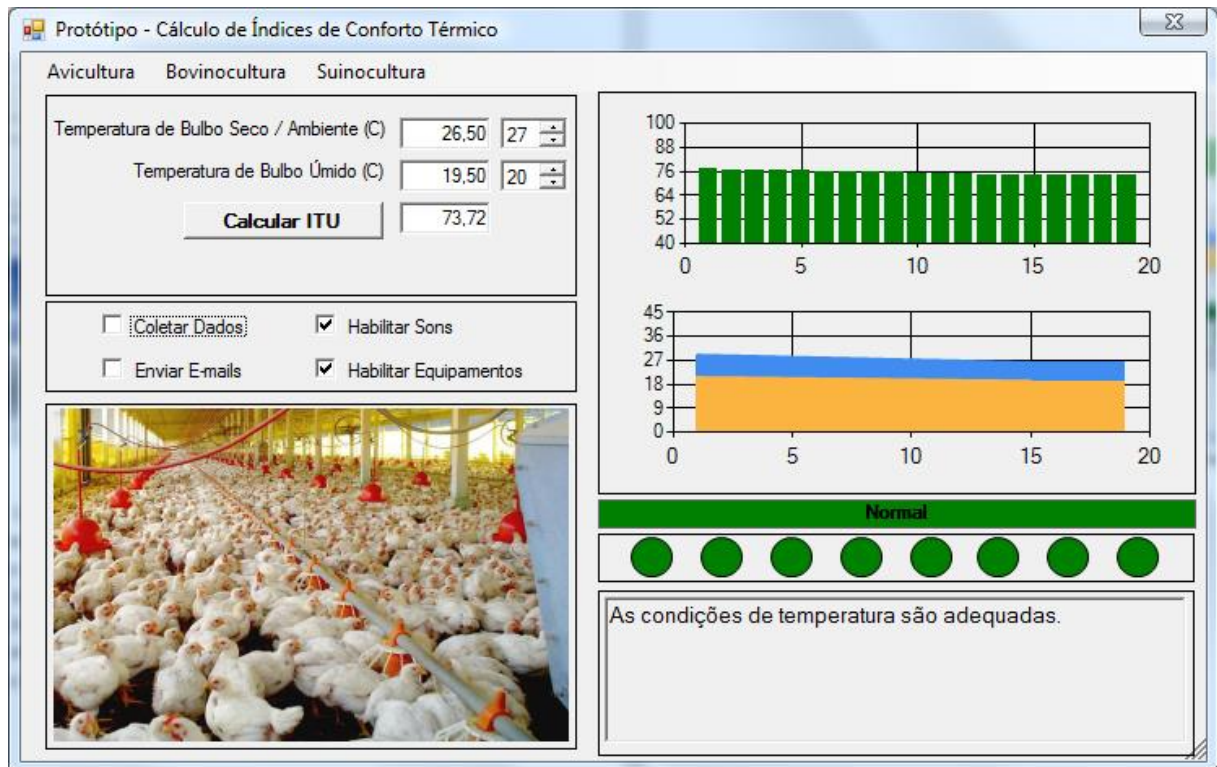 Protótipo - Cálculo de Índices de Conforto Térmico
Avicultura Bovinocultura Suinocultura
Temperatura de Bulbo Seco / Ambiente (C) 26,50 27
Temperatura de Bulbo Úmido (C) 19,50 20
Calcular ITU 73,72
Coletar Dados Habilitar Sons
Enviar E-mails Habilitar Equipamentos
100
88
76
64
52
40
0 5 10 15 20
45
36
27
18
9
0
0 5 10 15 20
Normal
As condições de temperatura são adequadas.